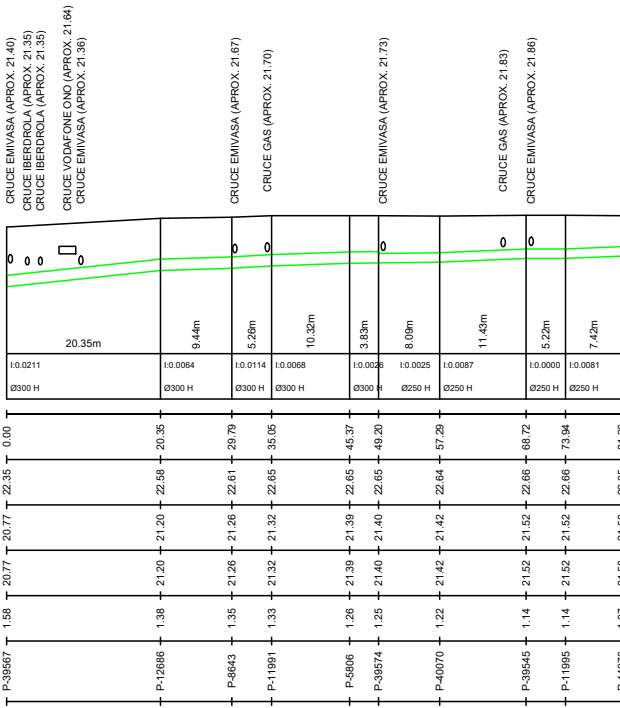 CRUCE EMIVASA (APROX. 21.40)
CRUCE IBERDROLA (APROX. 21.35)
CRUCE IBERDROLA (APROX. 21.35)
CRUCE VODAFONE ONO (APROX. 21.64)
CRUCE EMIVASA (APROX. 21.36)
CRUCE EMIVASA (APROX. 21.67)
CRUCE GAS (APROX. 21.70)
CRUCE EMIVASA (APROX. 21.73)
CRUCE GAS (APROX. 21.83)
CRUCE EMIVASA (APROX. 21.86)
20.35m 9.44m 5.26m 10.32m 3.83m 8.09m 11.43m 5.22m 7.42m
I:0.0211 I:0.0064 I:0.0114 I:0.0068 I:0.0026 I:0.0025 I:0.0087 I:0.0000 I:0.0081
Ø300 H Ø300 H Ø300 H Ø300 H Ø300 H Ø250 H Ø250 H Ø250 H Ø250 H
0.00 20.35 29.79 35.05 45.37 49.20 57.29 68.72 73.94
22.35 22.58 22.61 22.65 22.65 22.65 22.64 22.66 22.66
20.77 21.20 21.26 21.32 21.39 21.40 21.42 21.52 21.52
20.77 21.20 21.26 21.32 21.39 21.40 21.42 21.52 21.52
1.58 1.38 1.35 1.33 1.26 1.25 1.22 1.14 1.14
P-39567 P-12686 P-8643 P-11991 P-5806 P-39574 P-40070 P-39545 P-11995